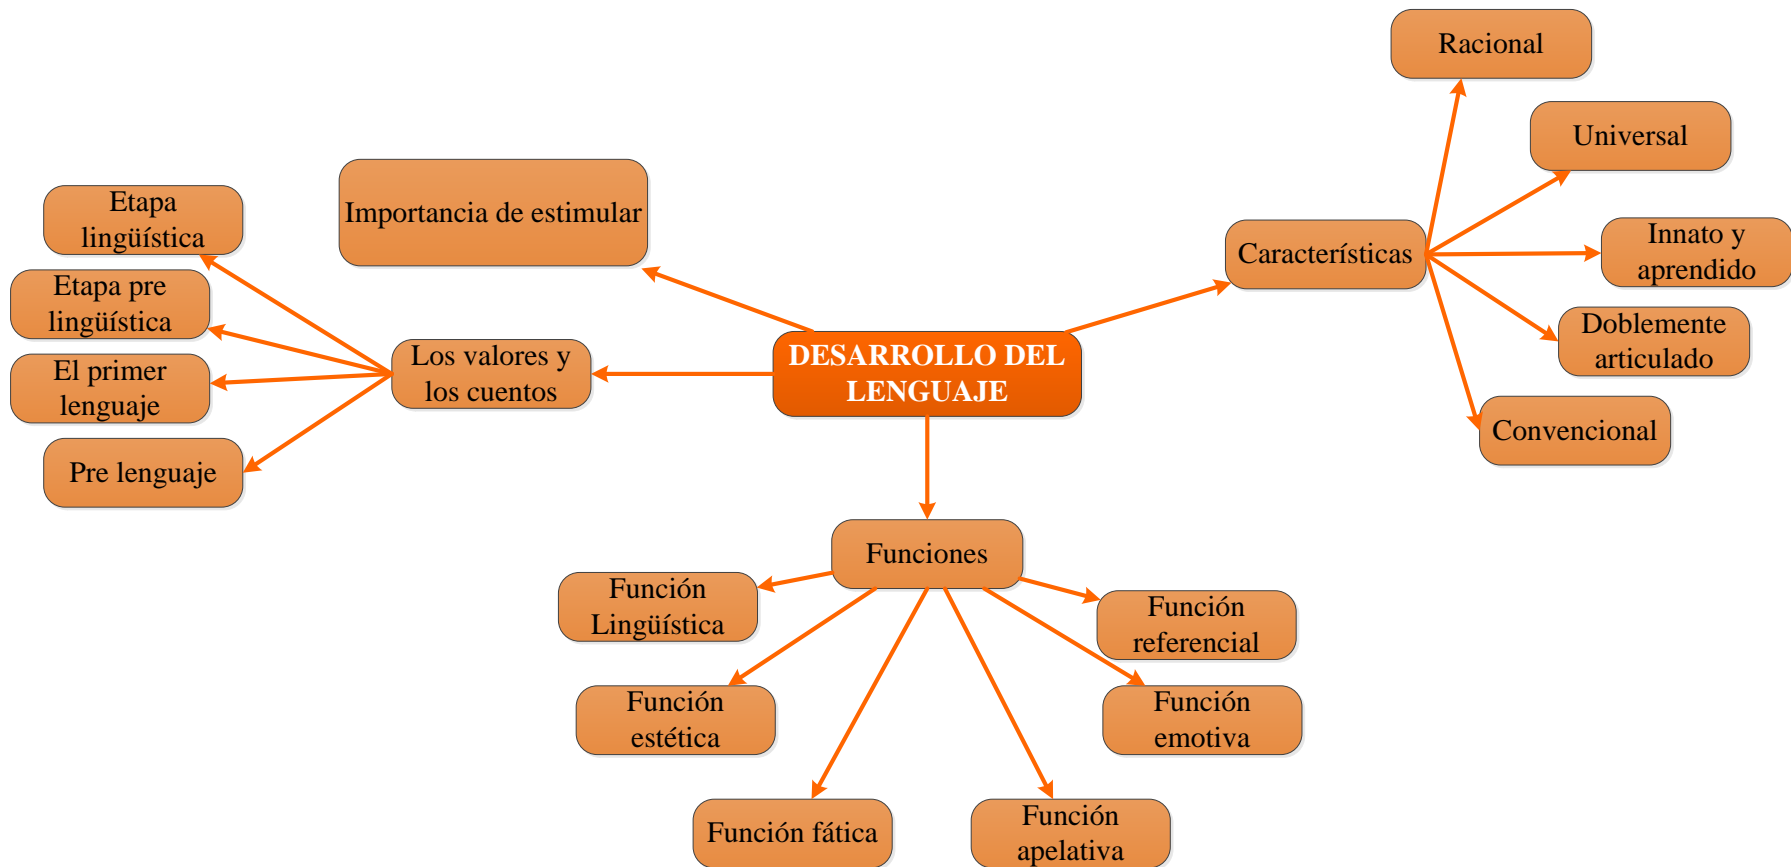 Racional
Universal
Innato y
aprendido
Doblemente
articulado
Convencional
Características
Importancia de estimular
Etapa
lingüística
Etapa pre
lingüística
El primer
lenguaje
Pre lenguaje
Los valores y
los cuentos
DESARROLLO DEL
LENGUAJE
Funciones
Función
Lingüística
Función
estética
Función fática
Función
apelativa
Función
emotiva
Función
referencial